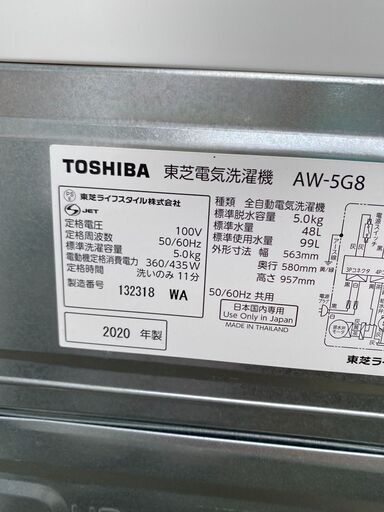 TOSHIBA 東芝電気洗濯機 AW-5G8
東芝ライフスタイル株式会社
JET
定格電圧 100V
定格周波数 50/60Hz
標準洗濯容量 5.0kg
電動機定格消費電力 360/435W
定格時間 洗いのみ 11分
製造番号 132318 WA
2020 年製
種類 全自動電気洗濯機
標準脱水容量 5.0kg
標準水量 48L
標準使用水量 99L
外形寸法 幅 563mm
奥行 580mm
高さ 957mm
50/60Hz 共用
日本国内専用
Use Only in Japan
MADE IN THAILAND
電源プラグ
東芝ラ